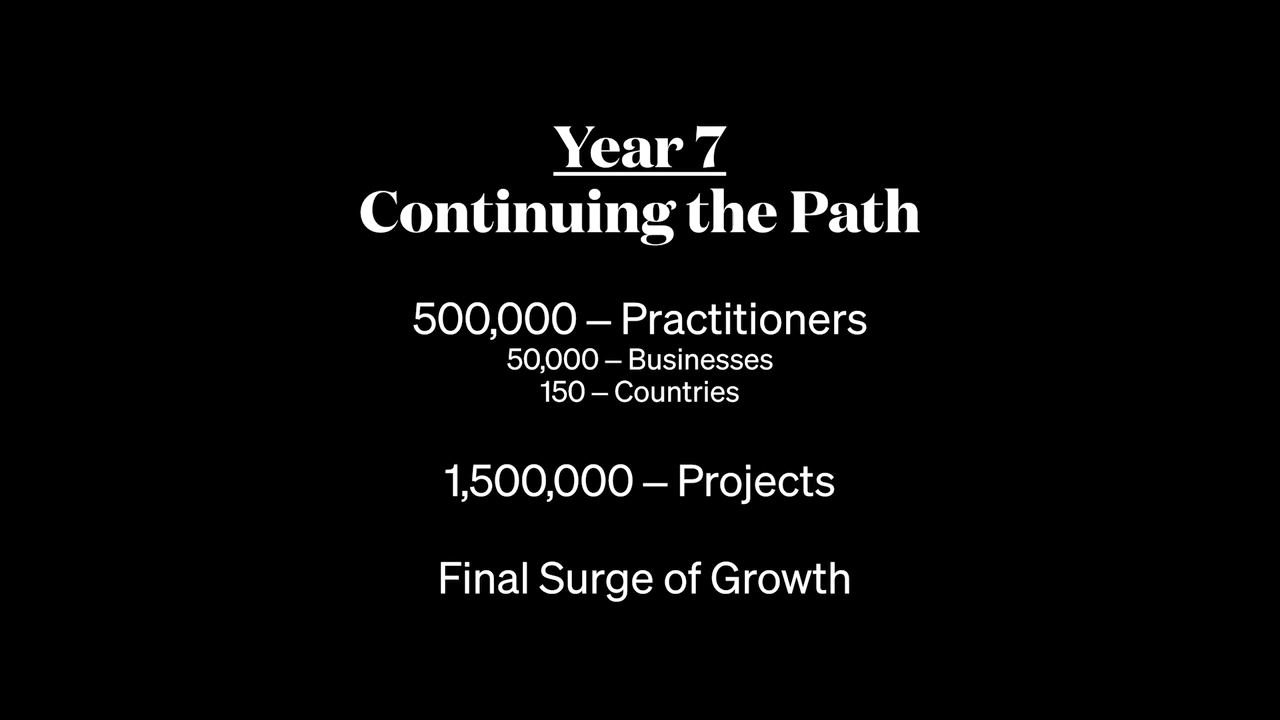 Year 7
Continuing the Path
500,000 – Practitioners
50,000 – Businesses
150 – Countries
1,500,000 – Projects
Final Surge of Growth